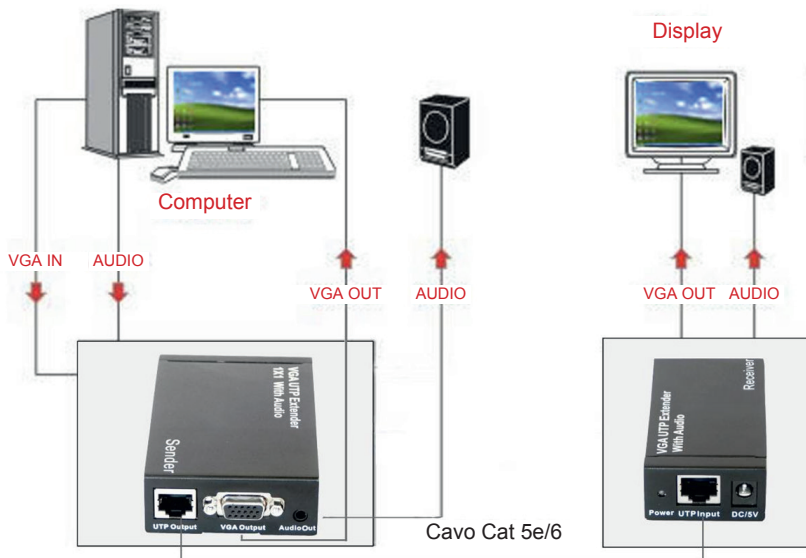 Display
Computer
VGA IN
AUDIO
VGA OUT
AUDIO
VGA OUT
AUDIO
VGA UTP Extender
1X1 With Audio
Sender
UTP Output
VGA Output
AudioOut
Cavo Cat 5e/6
Receiver
VGA UTP Extender
With Audio
Power
UTP Input
DC/5V